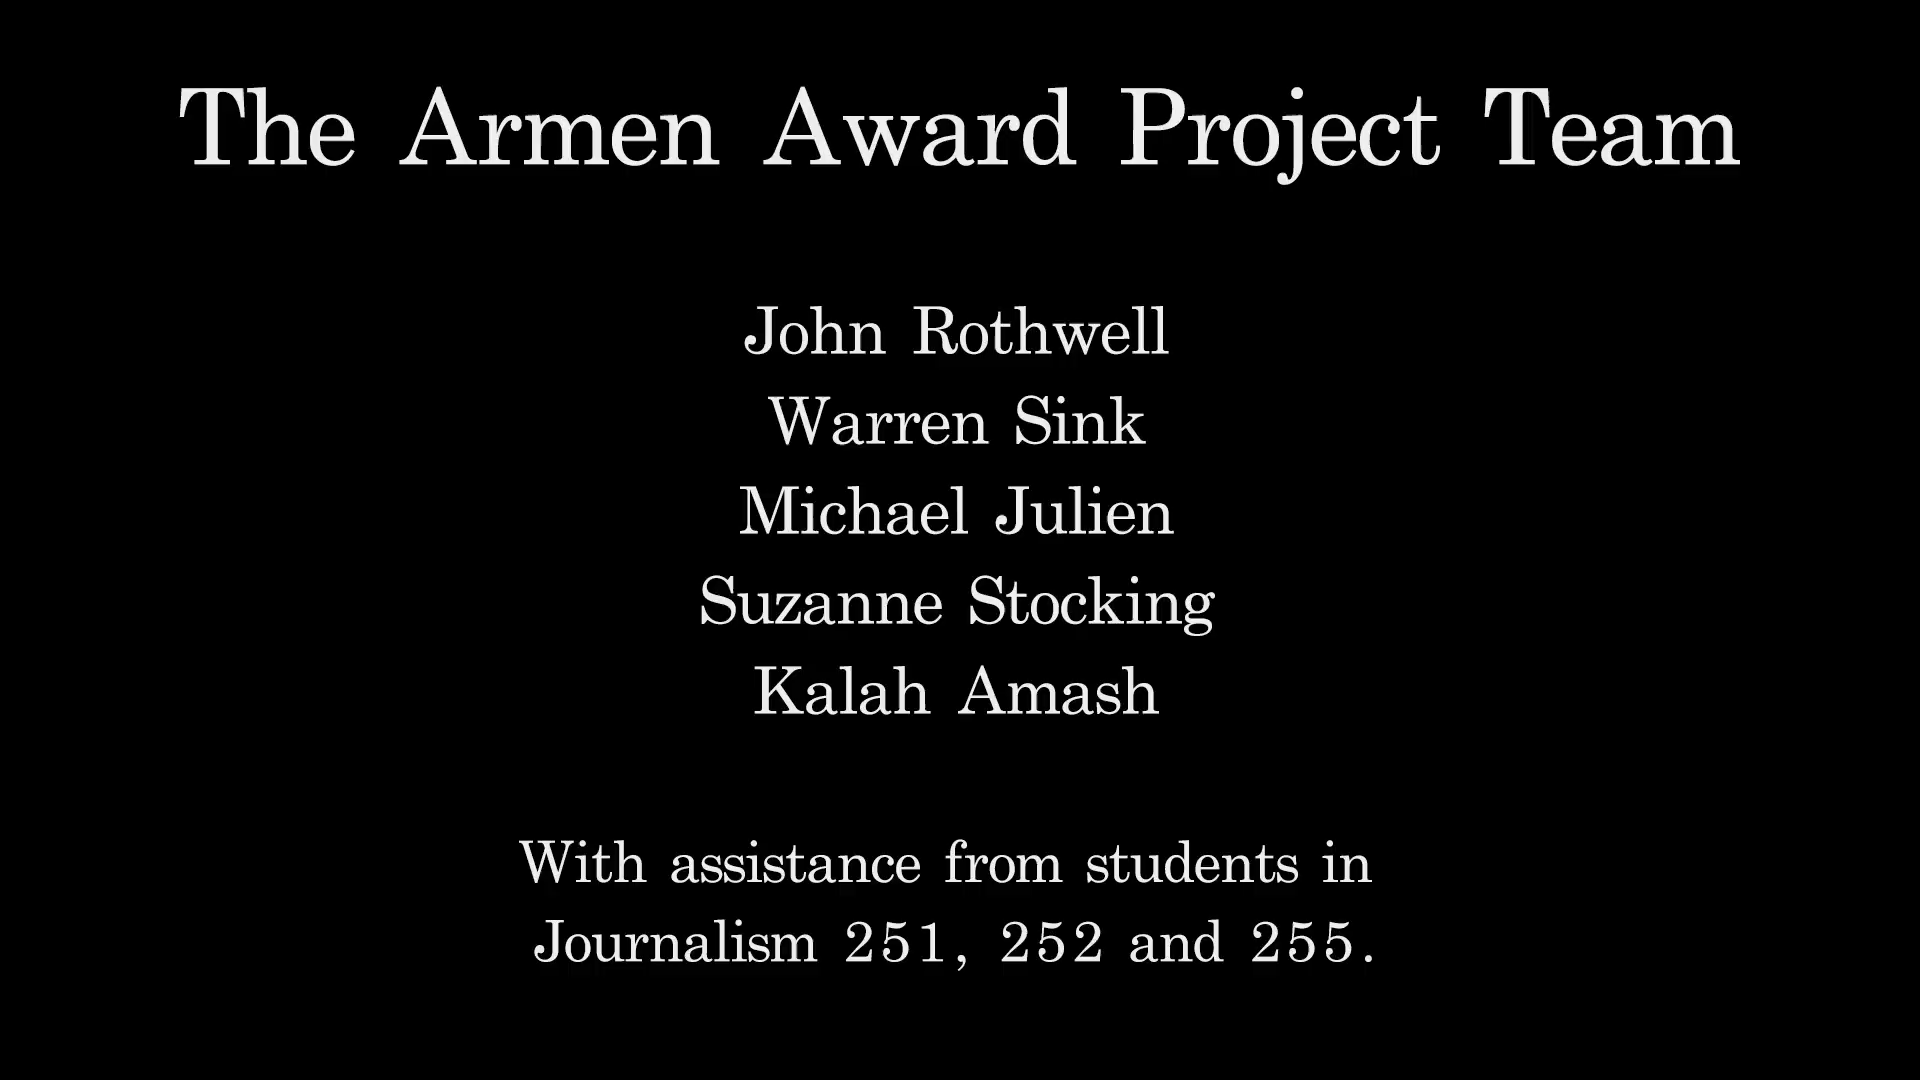 The Armen Award Project Team
John Rothwell
Warren Sink
Michael Julien
Suzanne Stocking
Kalah Amash
With assistance from students in
Journalism 251, 252 and 255.